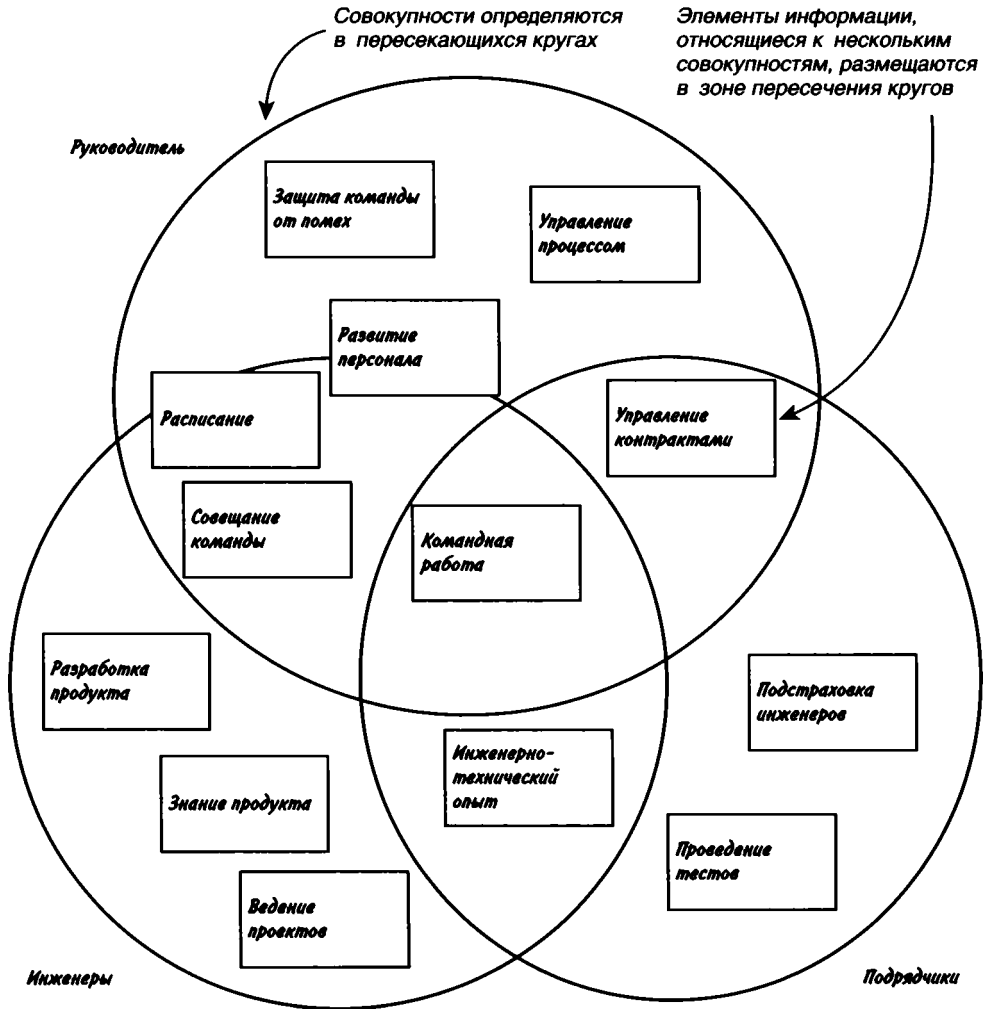 Совокупности определяются
в пересекающихся кругах
Элементы информации,
относящиеся к нескольким
совокупностям, размещаются
в зоне пересечения кругов
Руководитель
Защита команды
от помех
Управление
процессом
Развитие
персонала
Расписание
Управление
контрактами
Совещание
команды
Командная
работа
Разработка
продукта
Подстраховка
инженеров
Инженерно-
технический
опыт
Знание продукта
Проведение
тестов
Ведение
проектов
Инженеры
Подрядчики